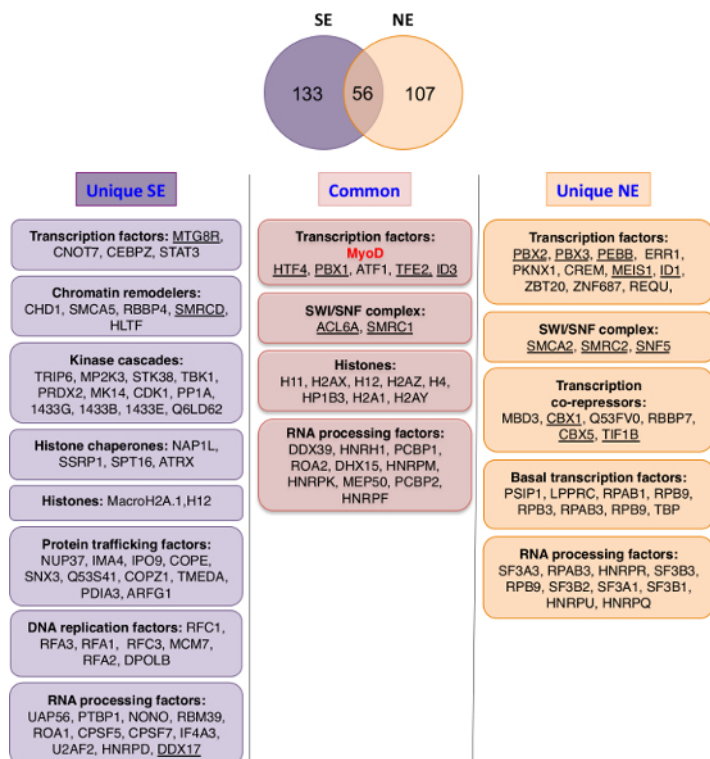 SE NE
133 56 107
Unique SE
Transcription factors: MTG8R,
CNOT7, CEBPZ, STAT3
Chromatin remodelers:
CHD1, SMCA5, RBBP4, SMRCD,
HLTF
Kinase cascades:
TRIP6, MP2K3, STK38, TBK1,
PRDX2, MK14, CDK1, PP1A,
1433G, 1433B, 1433E, Q6LD62
Histone chaperones: NAP1L,
SSRP1, SPT16, ATRX
Histones: MacroH2A.1,H12
Protein trafficking factors:
NUP37, IMA4, IPO9, COPE,
SNX3, Q53S41, COPZ1, TMEDA,
PDIA3, ARFG1
DNA replication factors: RFC1,
RFA3, RFA1, RFC3, MCM7,
RFA2, DPOLB
RNA processing factors:
UAP56, PTBP1, NONO, RBM39,
ROA1, CPSF5, CPSF7, IF4A3,
U2AF2, HNRPD, DDX17
Common
Transcription factors:
MyoD
HTF4, PBX1, ATF1, TFE2, ID3
SWI/SNF complex:
ACL6A, SMRC1
Histones:
H11, H2AX, H12, H2AZ, H4,
HP1B3, H2A1, H2AY
RNA processing factors:
DDX39, HNRH1, PCBP1,
ROA2, DHX15, HNRPM,
HNRPK, MEP50, PCBP2,
HNRPF
Unique NE
Transcription factors:
PBX2, PBX3, PEBB, ERR1,
PKNX1, CREM, MEIS1, ID1,
ZBT20, ZNF687, REQU,
SWI/SNF complex:
SMCA2, SMRC2, SNF5
Transcription
co-repressors:
MBD3, CBX1, Q53FV0, RBBP7,
CBX5, TIF1B
Basal transcription factors:
PSIP1, LPPRC, RPAB1, RPB9,
RPB3, RPAB3, RPB9, TBP
RNA processing factors:
SF3A3, RPAB3, HNRPR, SF3B3,
RPB9, SF3B2, SF3A1, SF3B1,
HNRPU, HNRPQ